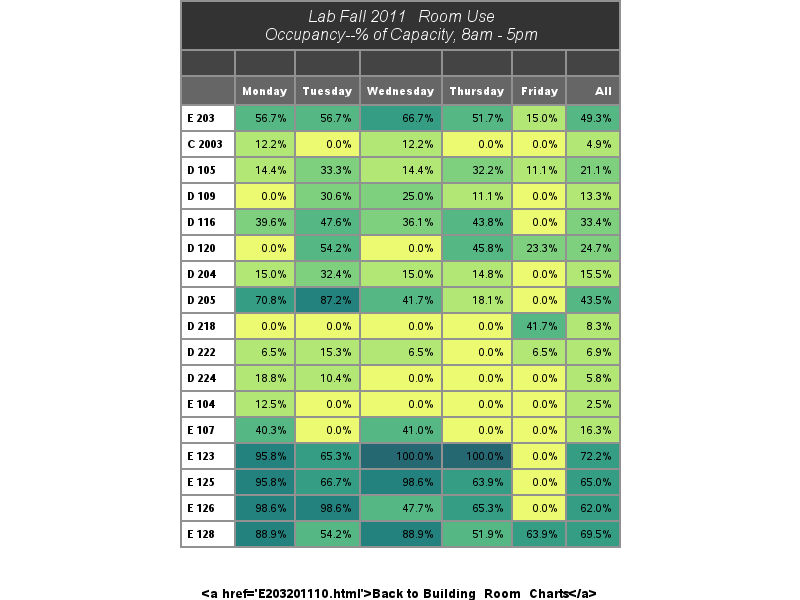 Lab Fall 2011 Room Use
Occupancy--% of Capacity, 8am - 5pm
Monday Tuesday Wednesday Thursday Friday All
E 203 56.7% 56.7% 66.7% 51.7% 15.0% 49.3%
C 2003 12.2% 0.0% 12.2% 0.0% 0.0% 4.9%
D 105 14.4% 33.3% 14.4% 32.2% 11.1% 21.1%
D 109 0.0% 30.6% 25.0% 11.1% 0.0% 13.3%
D 116 39.6% 47.6% 36.1% 43.8% 0.0% 33.4%
D 120 0.0% 54.2% 0.0% 45.8% 23.3% 24.7%
D 204 15.0% 32.4% 15.0% 14.8% 0.0% 15.5%
D 205 70.8% 87.2% 41.7% 18.1% 0.0% 43.5%
D 218 0.0% 0.0% 0.0% 0.0% 41.7% 8.3%
D 222 6.5% 15.3% 6.5% 0.0% 6.5% 6.9%
D 224 18.8% 10.4% 0.0% 0.0% 0.0% 5.8%
E 104 12.5% 0.0% 0.0% 0.0% 0.0% 2.5%
E 107 40.3% 0.0% 41.0% 0.0% 0.0% 16.3%
E 123 95.8% 65.3% 100.0% 100.0% 0.0% 72.2%
E 125 95.8% 66.7% 98.6% 63.9% 0.0% 65.0%
E 126 98.6% 98.6% 47.7% 65.3% 0.0% 62.0%
E 128 88.9% 54.2% 88.9% 51.9% 63.9% 69.5%
<a href='E203201110.html'>Back to Building Room Charts</a>